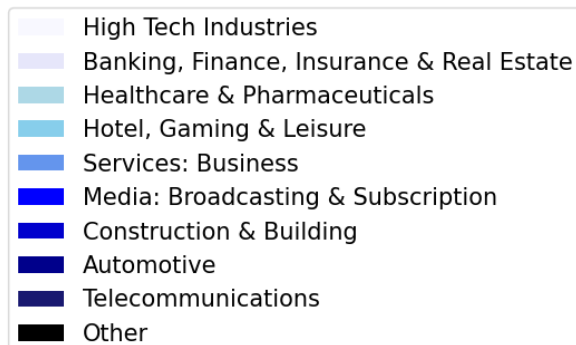 High Tech Industries
Banking, Finance, Insurance & Real Estate
Healthcare & Pharmaceuticals
Hotel, Gaming & Leisure
Services: Business
Media: Broadcasting & Subscription
Construction & Building
Automotive
Telecommunications
Other